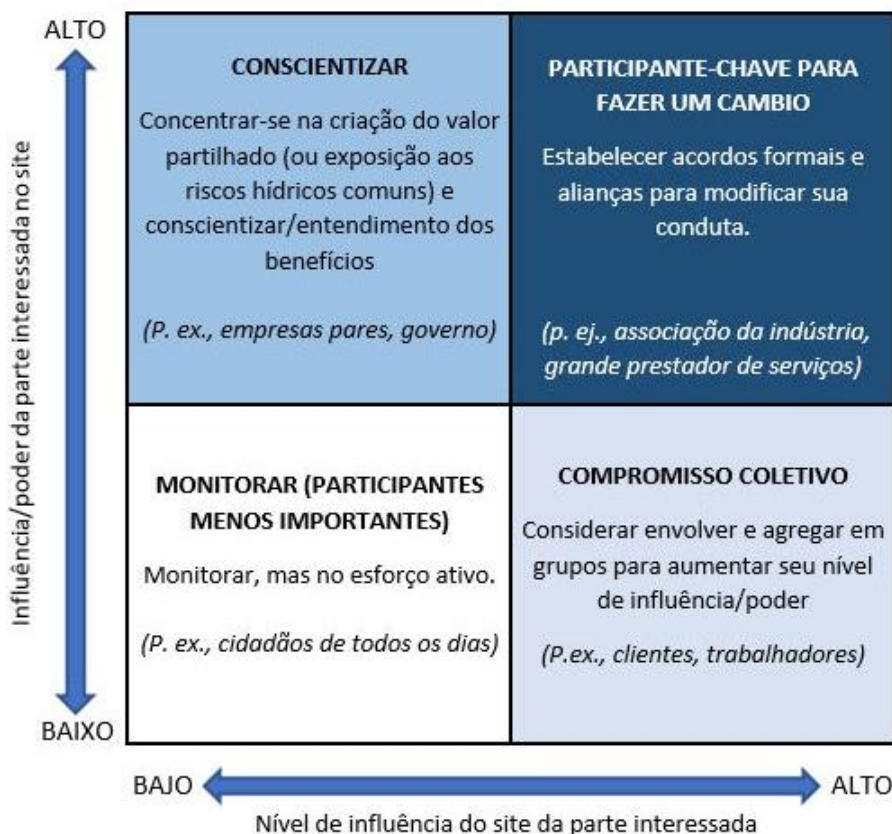 ALTO
Influência/poder da parte interessada no site
BAIXO
CONSCIENTIZAR
Concentrar-se na criação do valor
partilhado (ou exposição aos
riscos hídricos comuns) e
conscientizar/entendimento dos
benefícios
(P. ex., empresas pares, governo)
PARTICIPANTE-CHAVE PARA
FAZER UM CAMBIO
Estabelecer acordos formais e
alianças para modificar sua
conduta.
(p. ej., associação da indústria,
grande prestador de serviços)
MONITORAR (PARTICIPANTES
MENOS IMPORTANTES)
Monitorar, mas no esforço ativo.
(P. ex., cidadãos de todos os dias)
COMPROMISSO COLETIVO
Considerar envolver e agregar em
grupos para aumentar seu nível
de influência/poder
(P.ex., clientes, trabalhadores)
BAJO
ALTO
Nível de influência do site da parte interessada